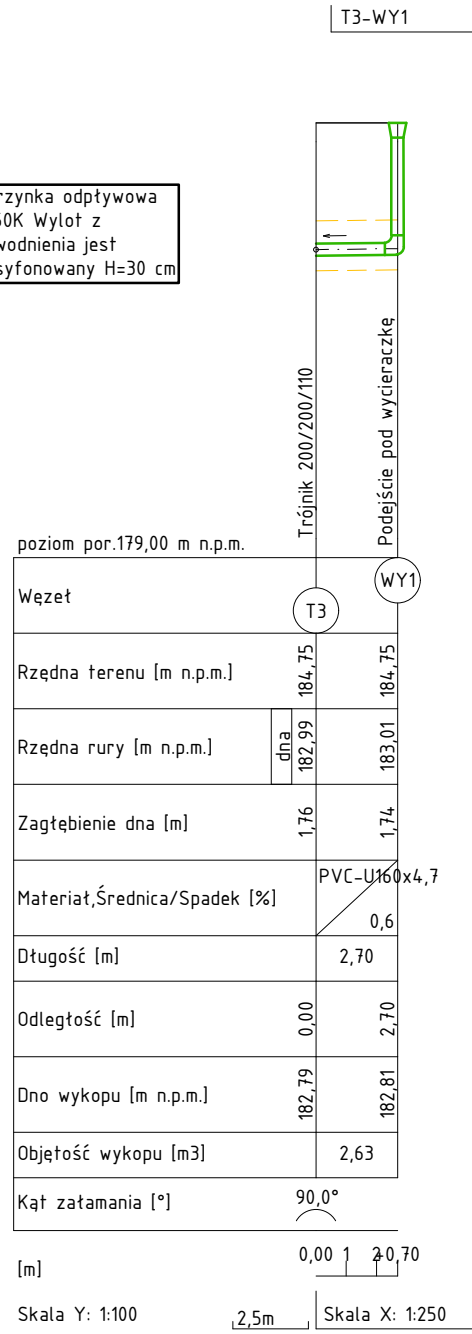 T3-WY1
rzynka odpływowa
60K Wylot z
wodnienia jest
syfonowany H=30 cm
Trójnik 200/200/110
Podejście pod wycieraczkę
poziom por.179,00 m n.p.m.
Węzeł
T3
WY1
Rzędna terenu [m n.p.m.]
184,75
184,75
Rzędna rury [m n.p.m.]
dna
182,99
183,01
Zagłębienie dna [m]
1,76
1,74
Materiał,Średnica/Spadek [%]
PVC-U160x4,7
0,6
Długość [m]
2,70
Odległość [m]
0,00
2,70
Dno wykopu [m n.p.m.]
182,79
182,81
Objętość wykopu [m3]
2,63
Kąt załamania [°]
90,0°
[m]
0,00 1
0,70
Skala Y: 1:100
2,5m
Skala X: 1:250